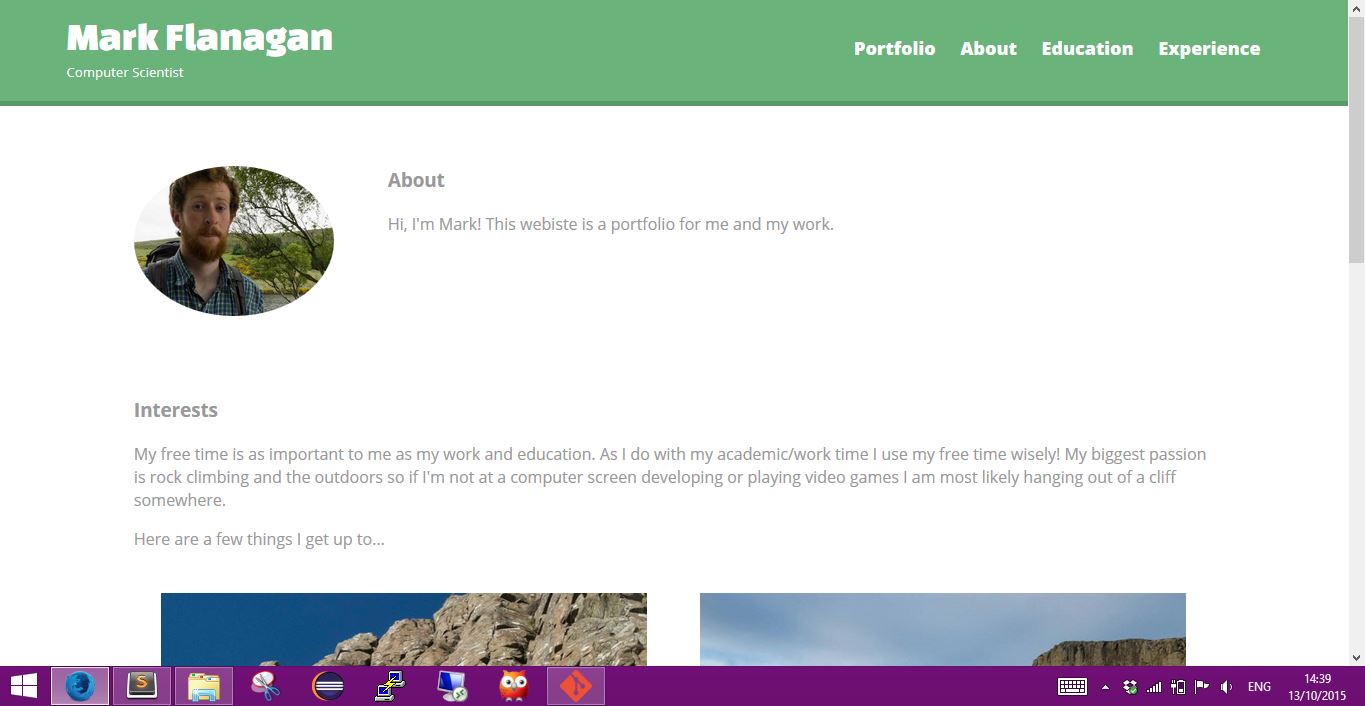 Mark Flanagan
Computer Scientist
Portfolio About Education Experience
About
Hi, I'm Mark! This webiste is a portfolio for me and my work.
Interests
My free time is as important to me as my work and education. As I do with my academic/work time I use my free time wisely! My biggest passion
is rock climbing and the outdoors so if I'm not at a computer screen developing or playing video games I am most likely hanging out of a cliff
somewhere.
Here are a few things I get up to...
S
ENG
14:39
13/10/2015